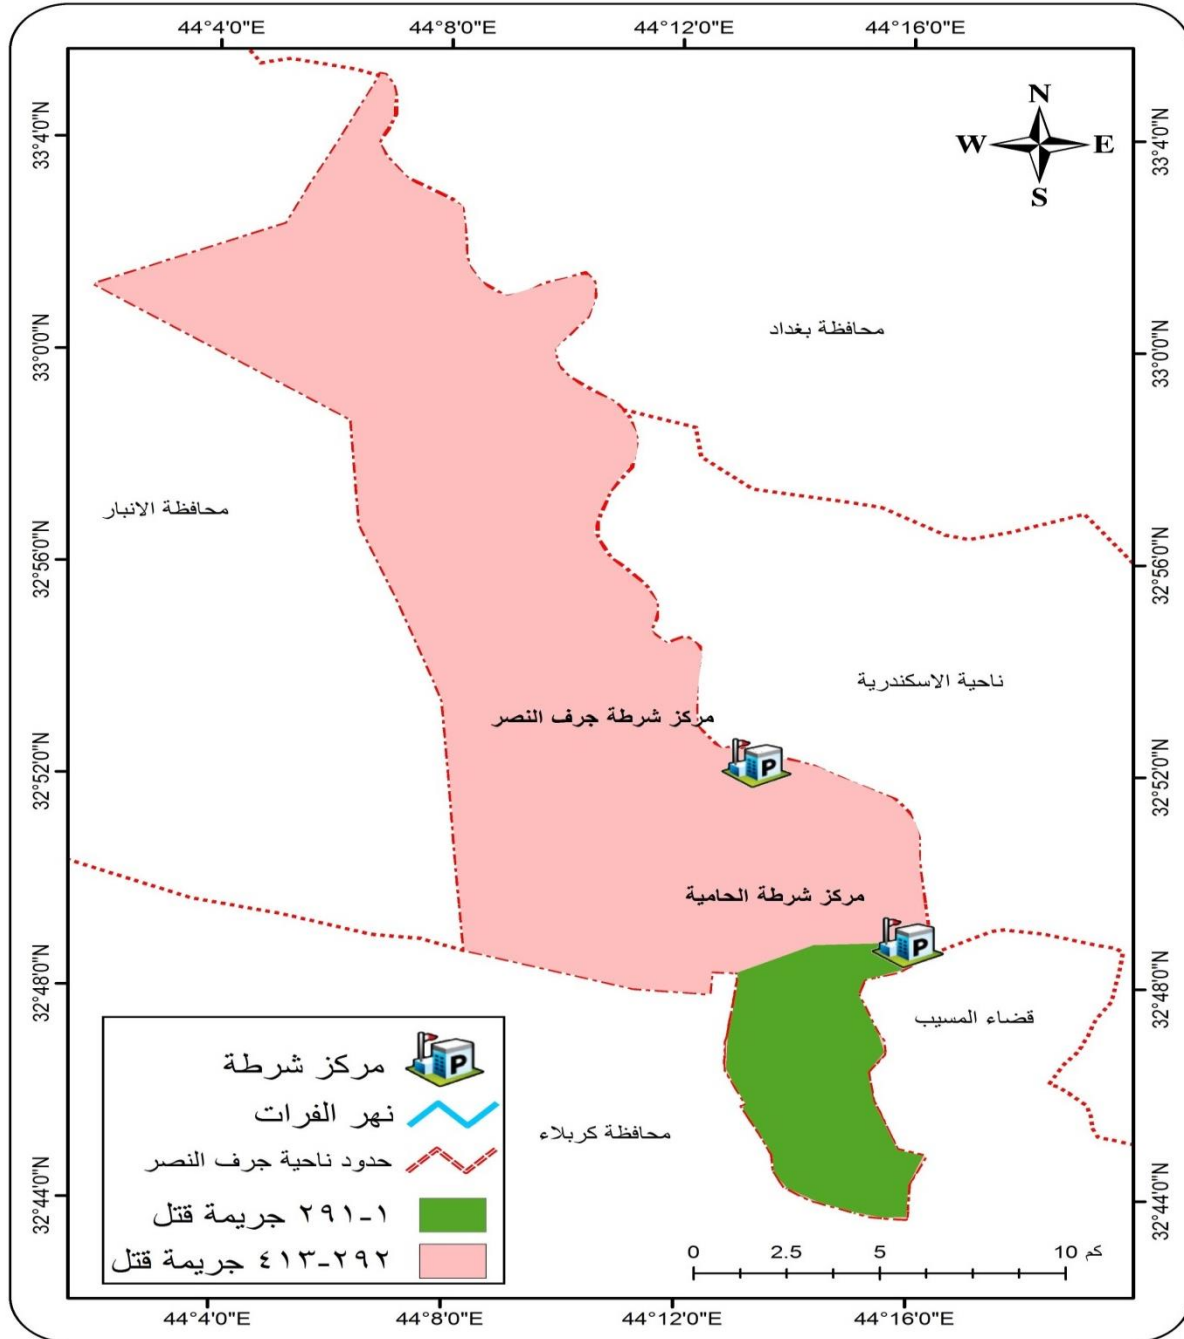 44°4'0"E 44°8'0"E 44°12'0"E 44°16'0"E
N
W E
S
33°4'0"N 33°4'0"N
محافظة بغداد
33°0'0"N 33°0'0"N
محافظة الانبار
32°56'0"N 32°56'0"N
ناحية الاسكندرية
مركز شرطة جرف النصر
P
32°52'0"N 32°52'0"N
مركز شرطة الحامية
P
32°48'0"N 32°48'0"N
قضاء المسيب
محافظة كربلاء
مركز شرطة
P
نهر الفرات
حدود ناحية جرف النصر
١-٢٩١ جريمة قتل
٢٩٢-٤١٣ جريمة قتل
32°44'0"N 32°44'0"N
0 2.5 5 10 كم
44°4'0"E 44°8'0"E 44°12'0"E 44°16'0"E